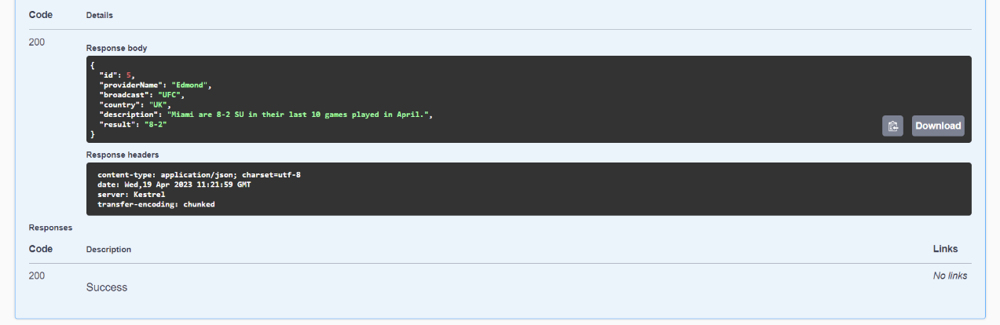 Code Details
200
Response body
{
"id": 5,
"providerName": "Edmond",
"broadcast": "UFC",
"country": "UK",
"description": "Miami are 8-2 SU in their last 10 games played in April.",
"result": "8-2"
}
Download
Response headers
content-type: application/json; charset=utf-8
date: Wed,19 Apr 2023 11:21:59 GMT
server: Kestrel
transfer-encoding: chunked
Responses
Code Description Links
200 No links
Success